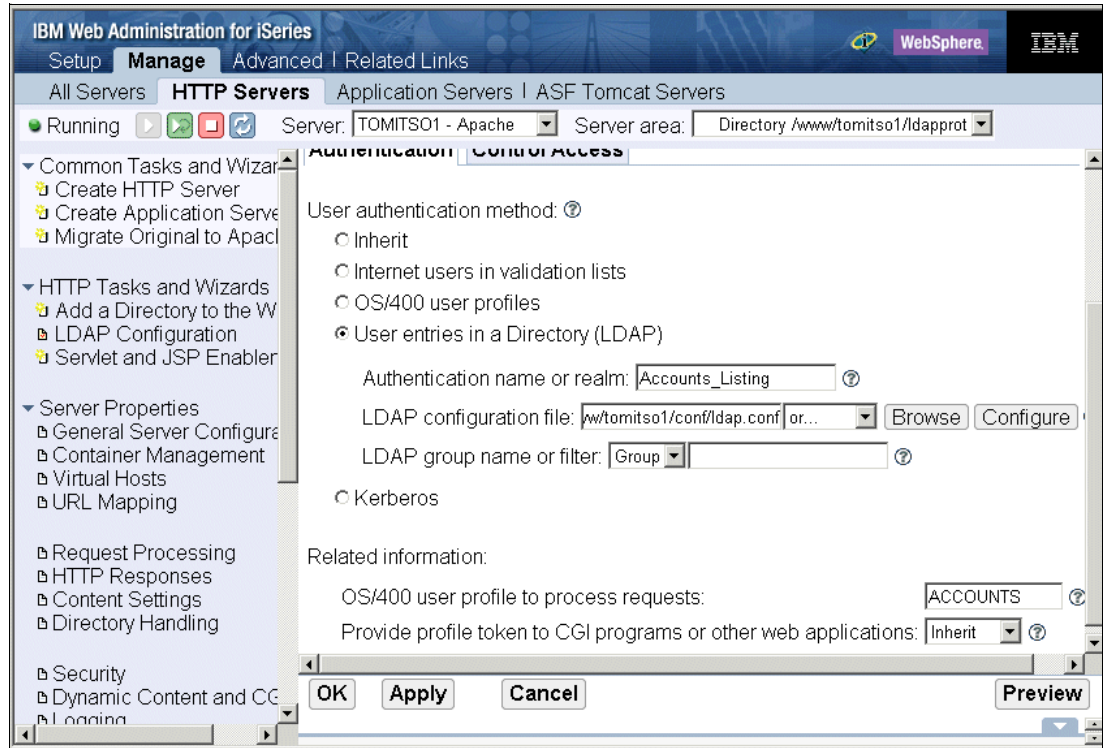 IBM Web Administration for iSeries
WebSphere.
IBM
Setup Manage Advanced | Related Links
All Servers HTTP Servers Application Servers | ASF Tomcat Servers
Running Server: TOMITSO1 - Apache Server area: Directory /www/tomitso1/ldapprot
Common Tasks and Wizar
Create HTTP Server
Create Application Serve
Migrate Original to Apacl
HTTP Tasks and Wizards
Add a Directory to the W
LDAP Configuration
Servlet and JSP Enabler
Server Properties
General Server Configura
Container Management
Virtual Hosts
URL Mapping
Request Processing
HTTP Responses
Content Settings
Directory Handling
Security
Dynamic Content and CG
Logging
Authentication Control Access
User authentication method:
Inherit
Internet users in validation lists
OS/400 user profiles
User entries in a Directory (LDAP)
Authentication name or realm: Accounts_Listing
LDAP configuration file: /w/tomitso1/conf/ldap.conf or... Browse Configure
LDAP group name or filter: Group
Kerberos
Related information:
OS/400 user profile to process requests: ACCOUNTS
Provide profile token to CGI programs or other web applications: Inherit
OK Apply Cancel Preview